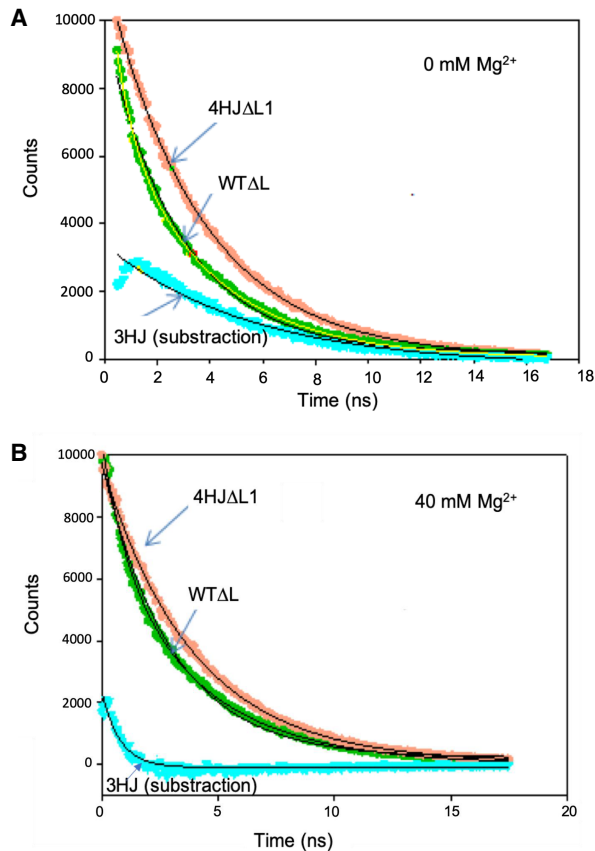 A
10000
8000
6000
4000
2000
0
Counts
0 mM Mg2+
4HJΔL1
WTΔL
3HJ (substraction)
0 2 4 6 8 10 12 14 16 18
Time (ns)
B
10000
8000
6000
4000
2000
0
Counts
40 mM Mg2+
4HJΔL1
WTΔL
3HJ (substraction)
0 5 10 15 20
Time (ns)